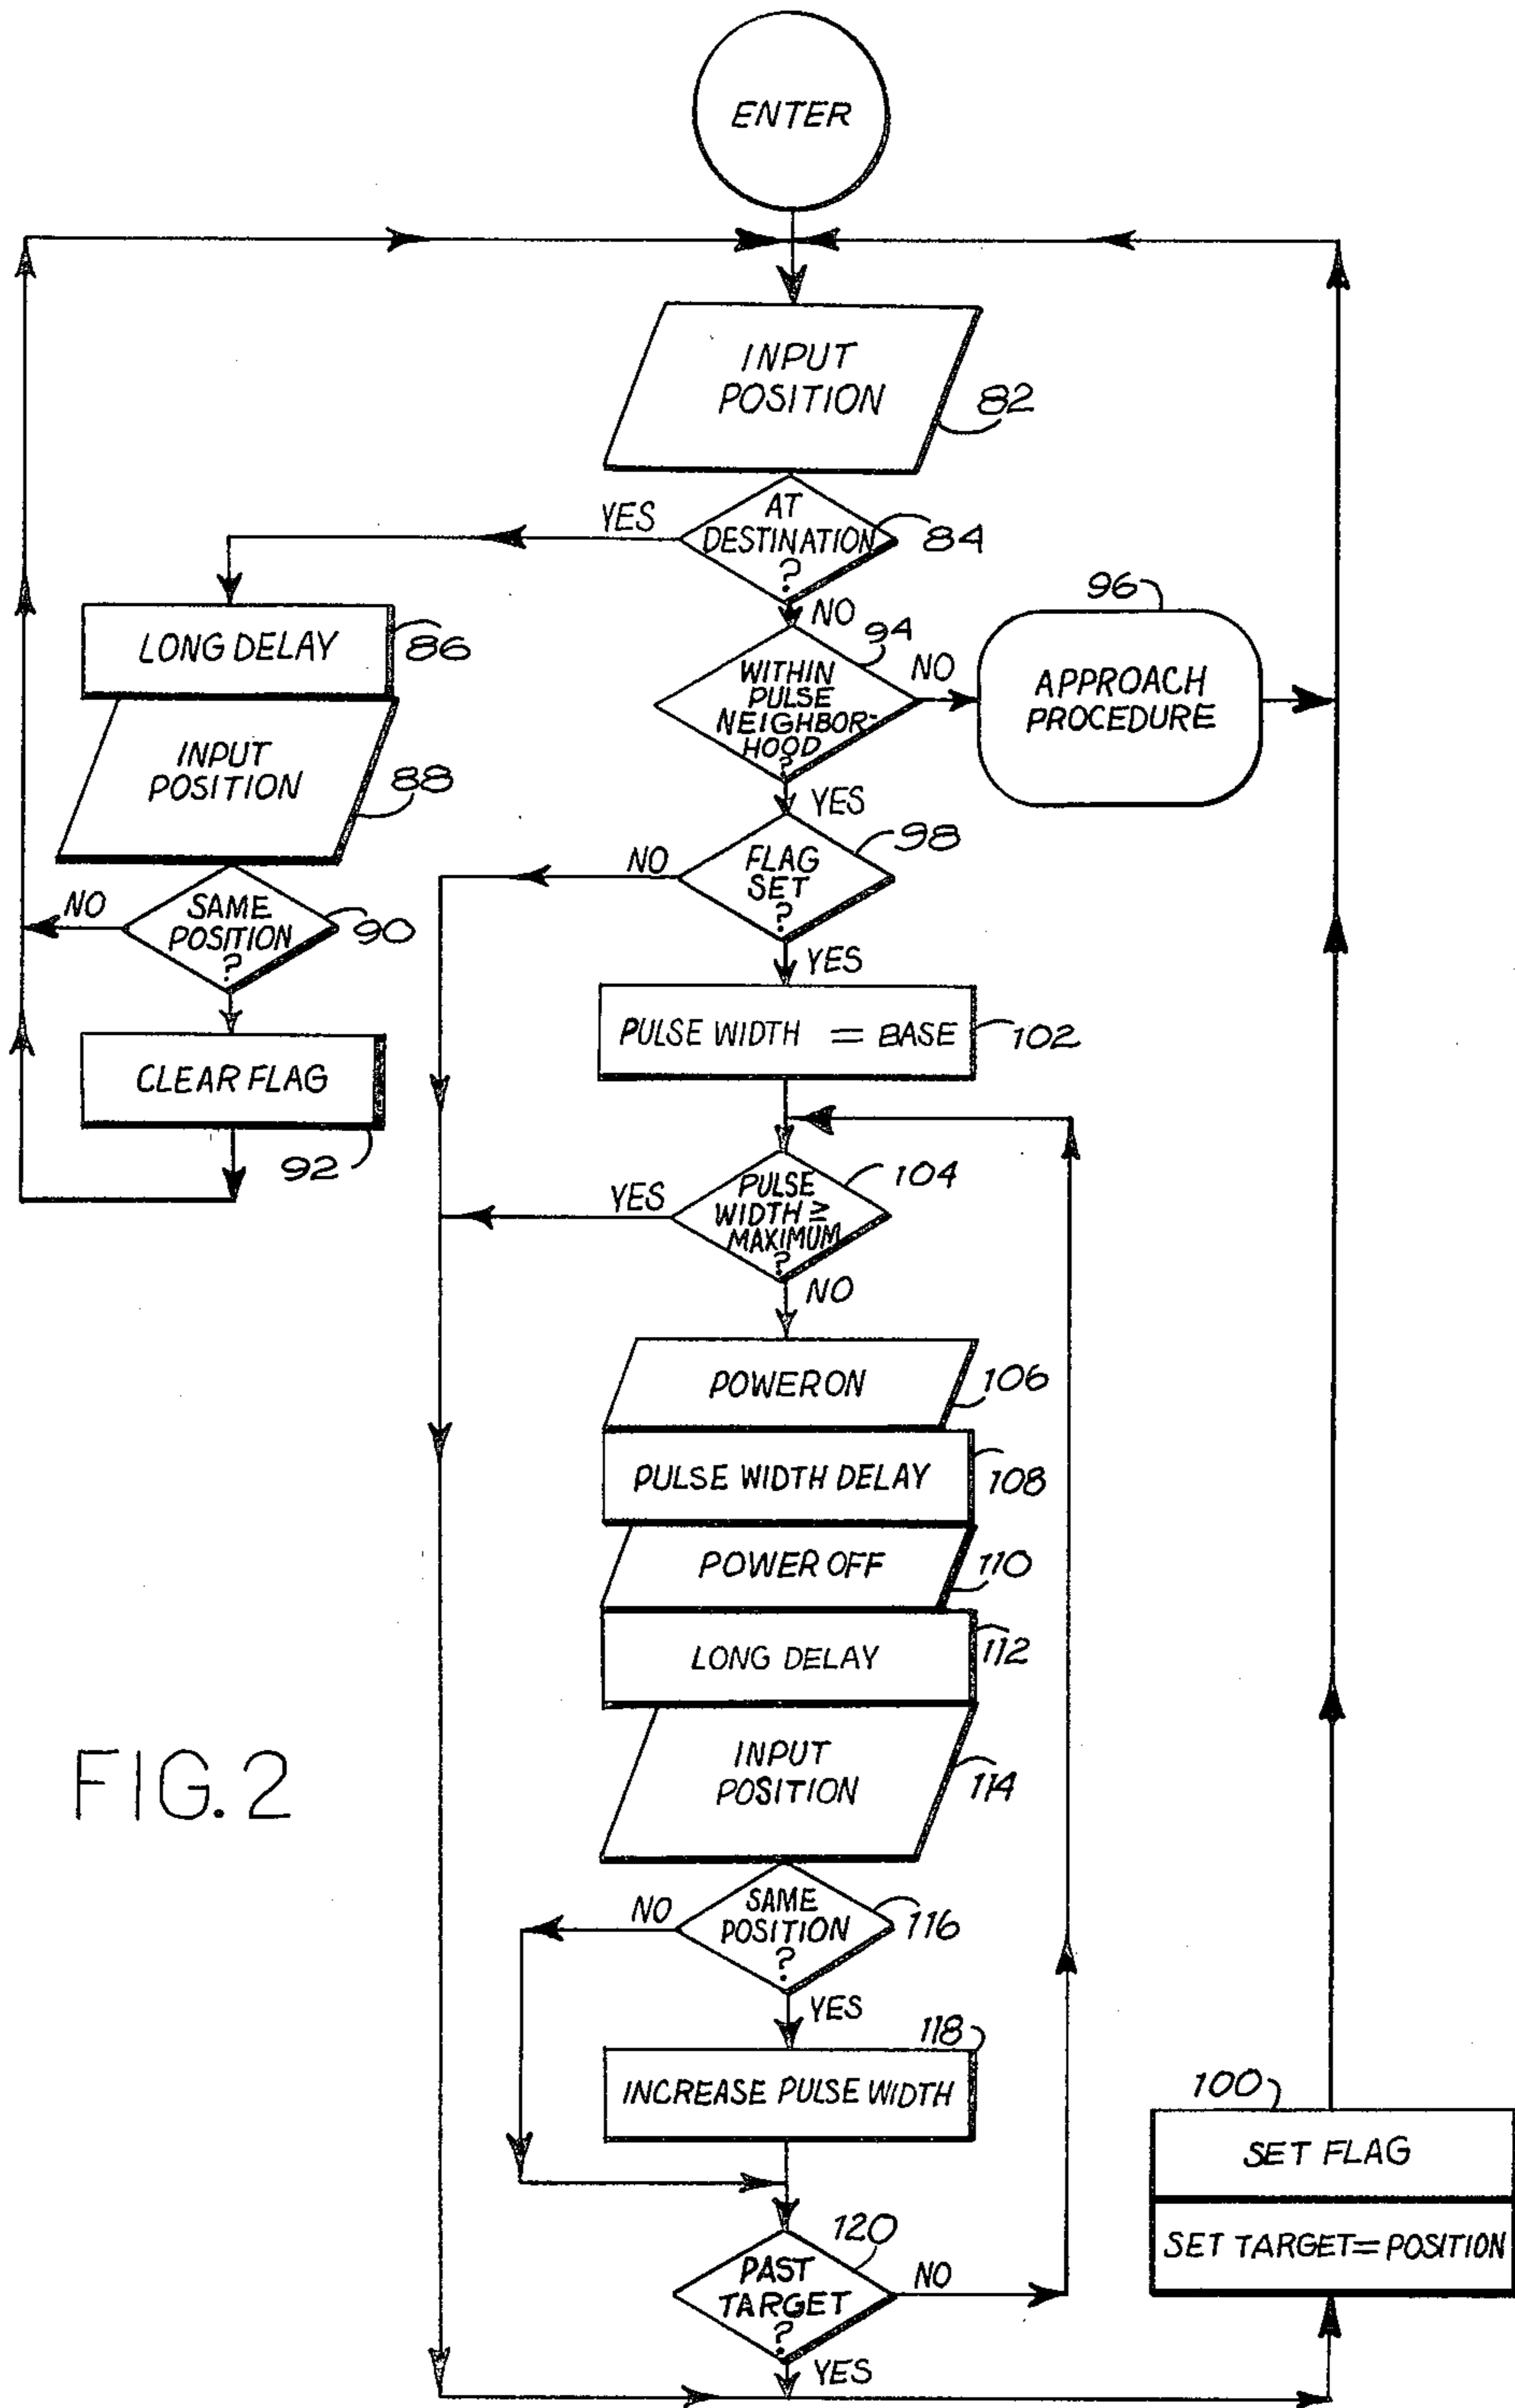 ENTER
INPUT
POSITION
82
AT
DESTINATION
?
84
YES
NO
LONG DELAY
86
INPUT
POSITION
88
SAME
POSITION
?
90
NO
CLEAR FLAG
92
WITHIN
PULSE
NEIGHBOR-
HOOD
?
94
NO
YES
96
APPROACH
PROCEDURE
FLAG
SET
?
98
NO
YES
PULSE WIDTH = BASE
102
PULSE
WIDTH ≥
MAXIMUM
?
104
YES
NO
POWER ON
106
PULSE WIDTH DELAY
108
POWER OFF
110
LONG DELAY
112
INPUT
POSITION
114
SAME
POSITION
?
116
NO
YES
118
INCREASE PULSE WIDTH
120
PAST
TARGET
?
NO
YES
100
SET FLAG
SET TARGET=POSITION
FIG. 2